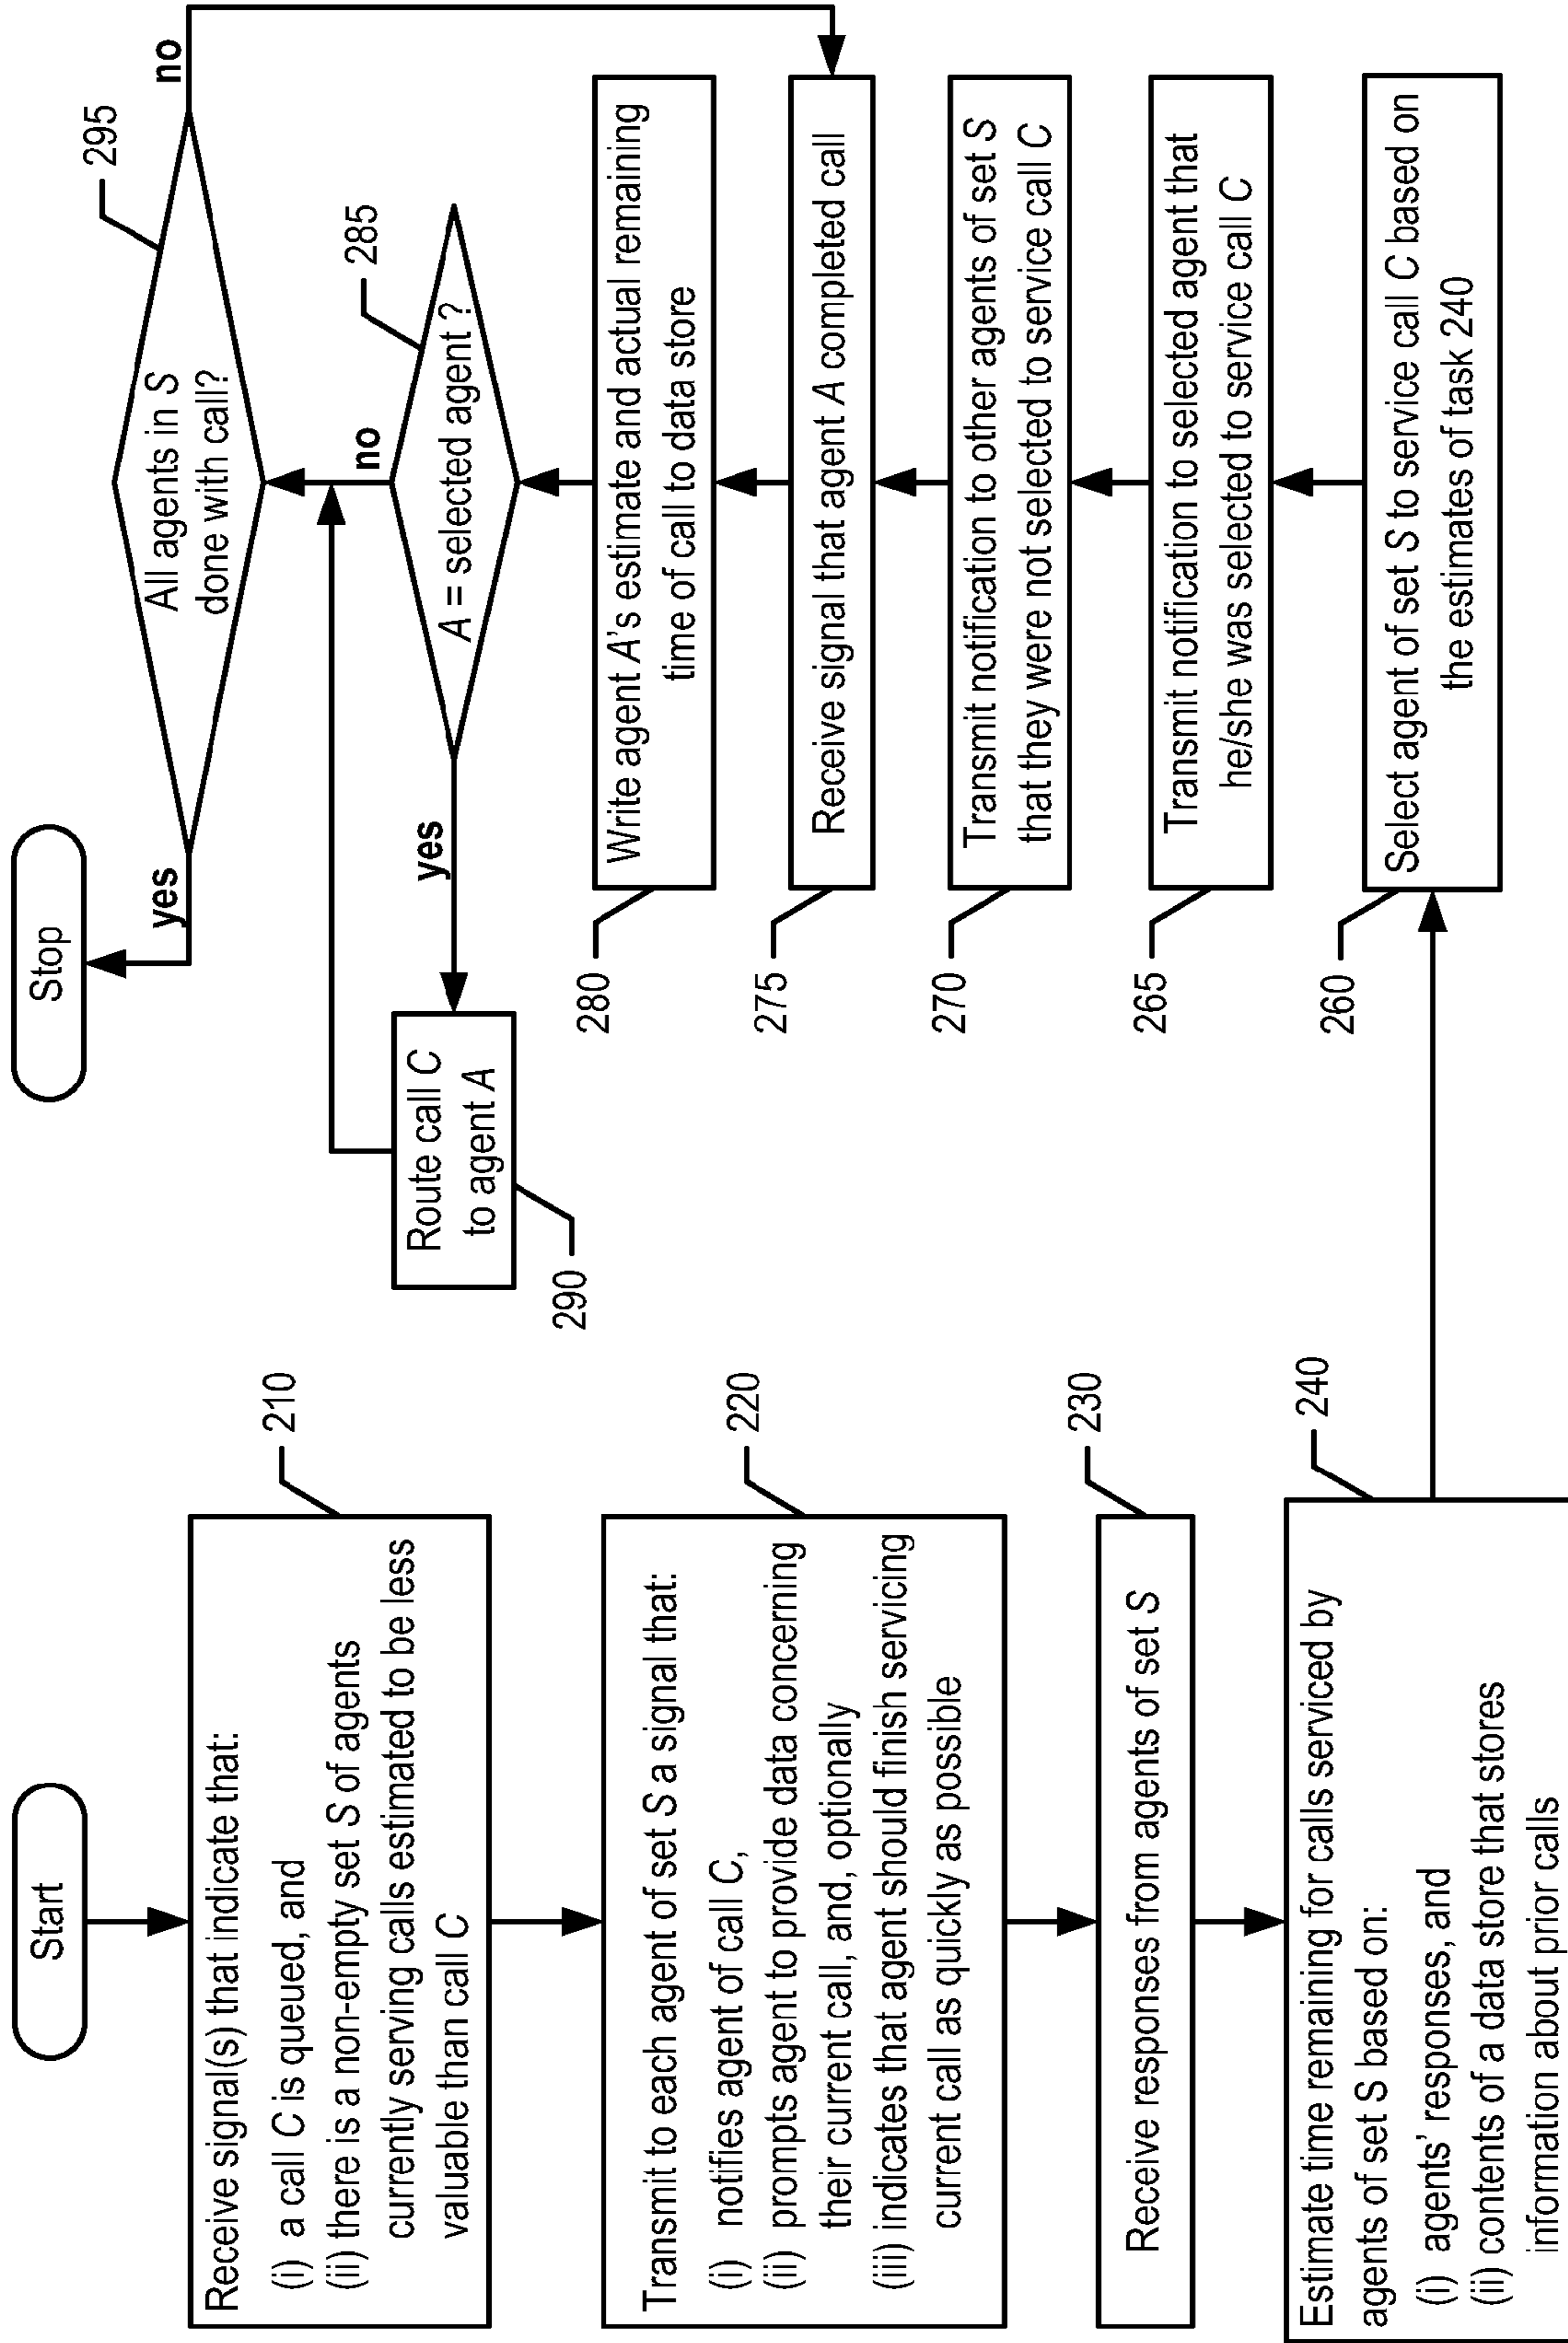 Start
Receive signal(s) that indicate that:
(i) a call C is queued, and
(ii) there is a non-empty set S of agents
currently serving calls estimated to be less
valuable than call C
210
Transmit to each agent of set S a signal that:
(i) notifies agent of call C,
(ii) prompts agent to provide data concerning
their current call, and, optionally
(iii) indicates that agent should finish servicing
current call as quickly as possible
220
Receive responses from agents of set S
230
Estimate time remaining for calls serviced by
agents of set S based on:
(i) agents' responses, and
(ii) contents of a data store that stores
information about prior calls
240
Select agent of set S to service call C based on
the estimates of task 240
260
Transmit notification to selected agent that
he/she was selected to service call C
265
Transmit notification to other agents of set S
that they were not selected to service call C
270
Receive signal that agent A completed call
275
Write agent A's estimate and actual remaining
time of call to data store
280
A = selected agent ?
285
yes
no
Route call C
to agent A
290
All agents in S
done with call?
295
yes
no
Stop